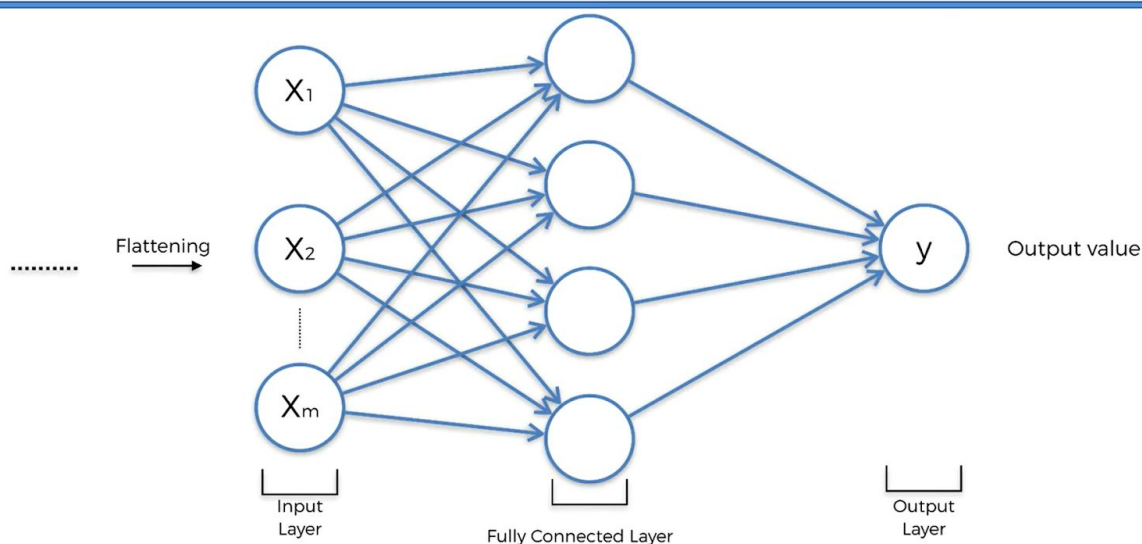 X1
Flattening
X2
y
Output value
Xm
Input
Layer
Fully Connected Layer
Output
Layer